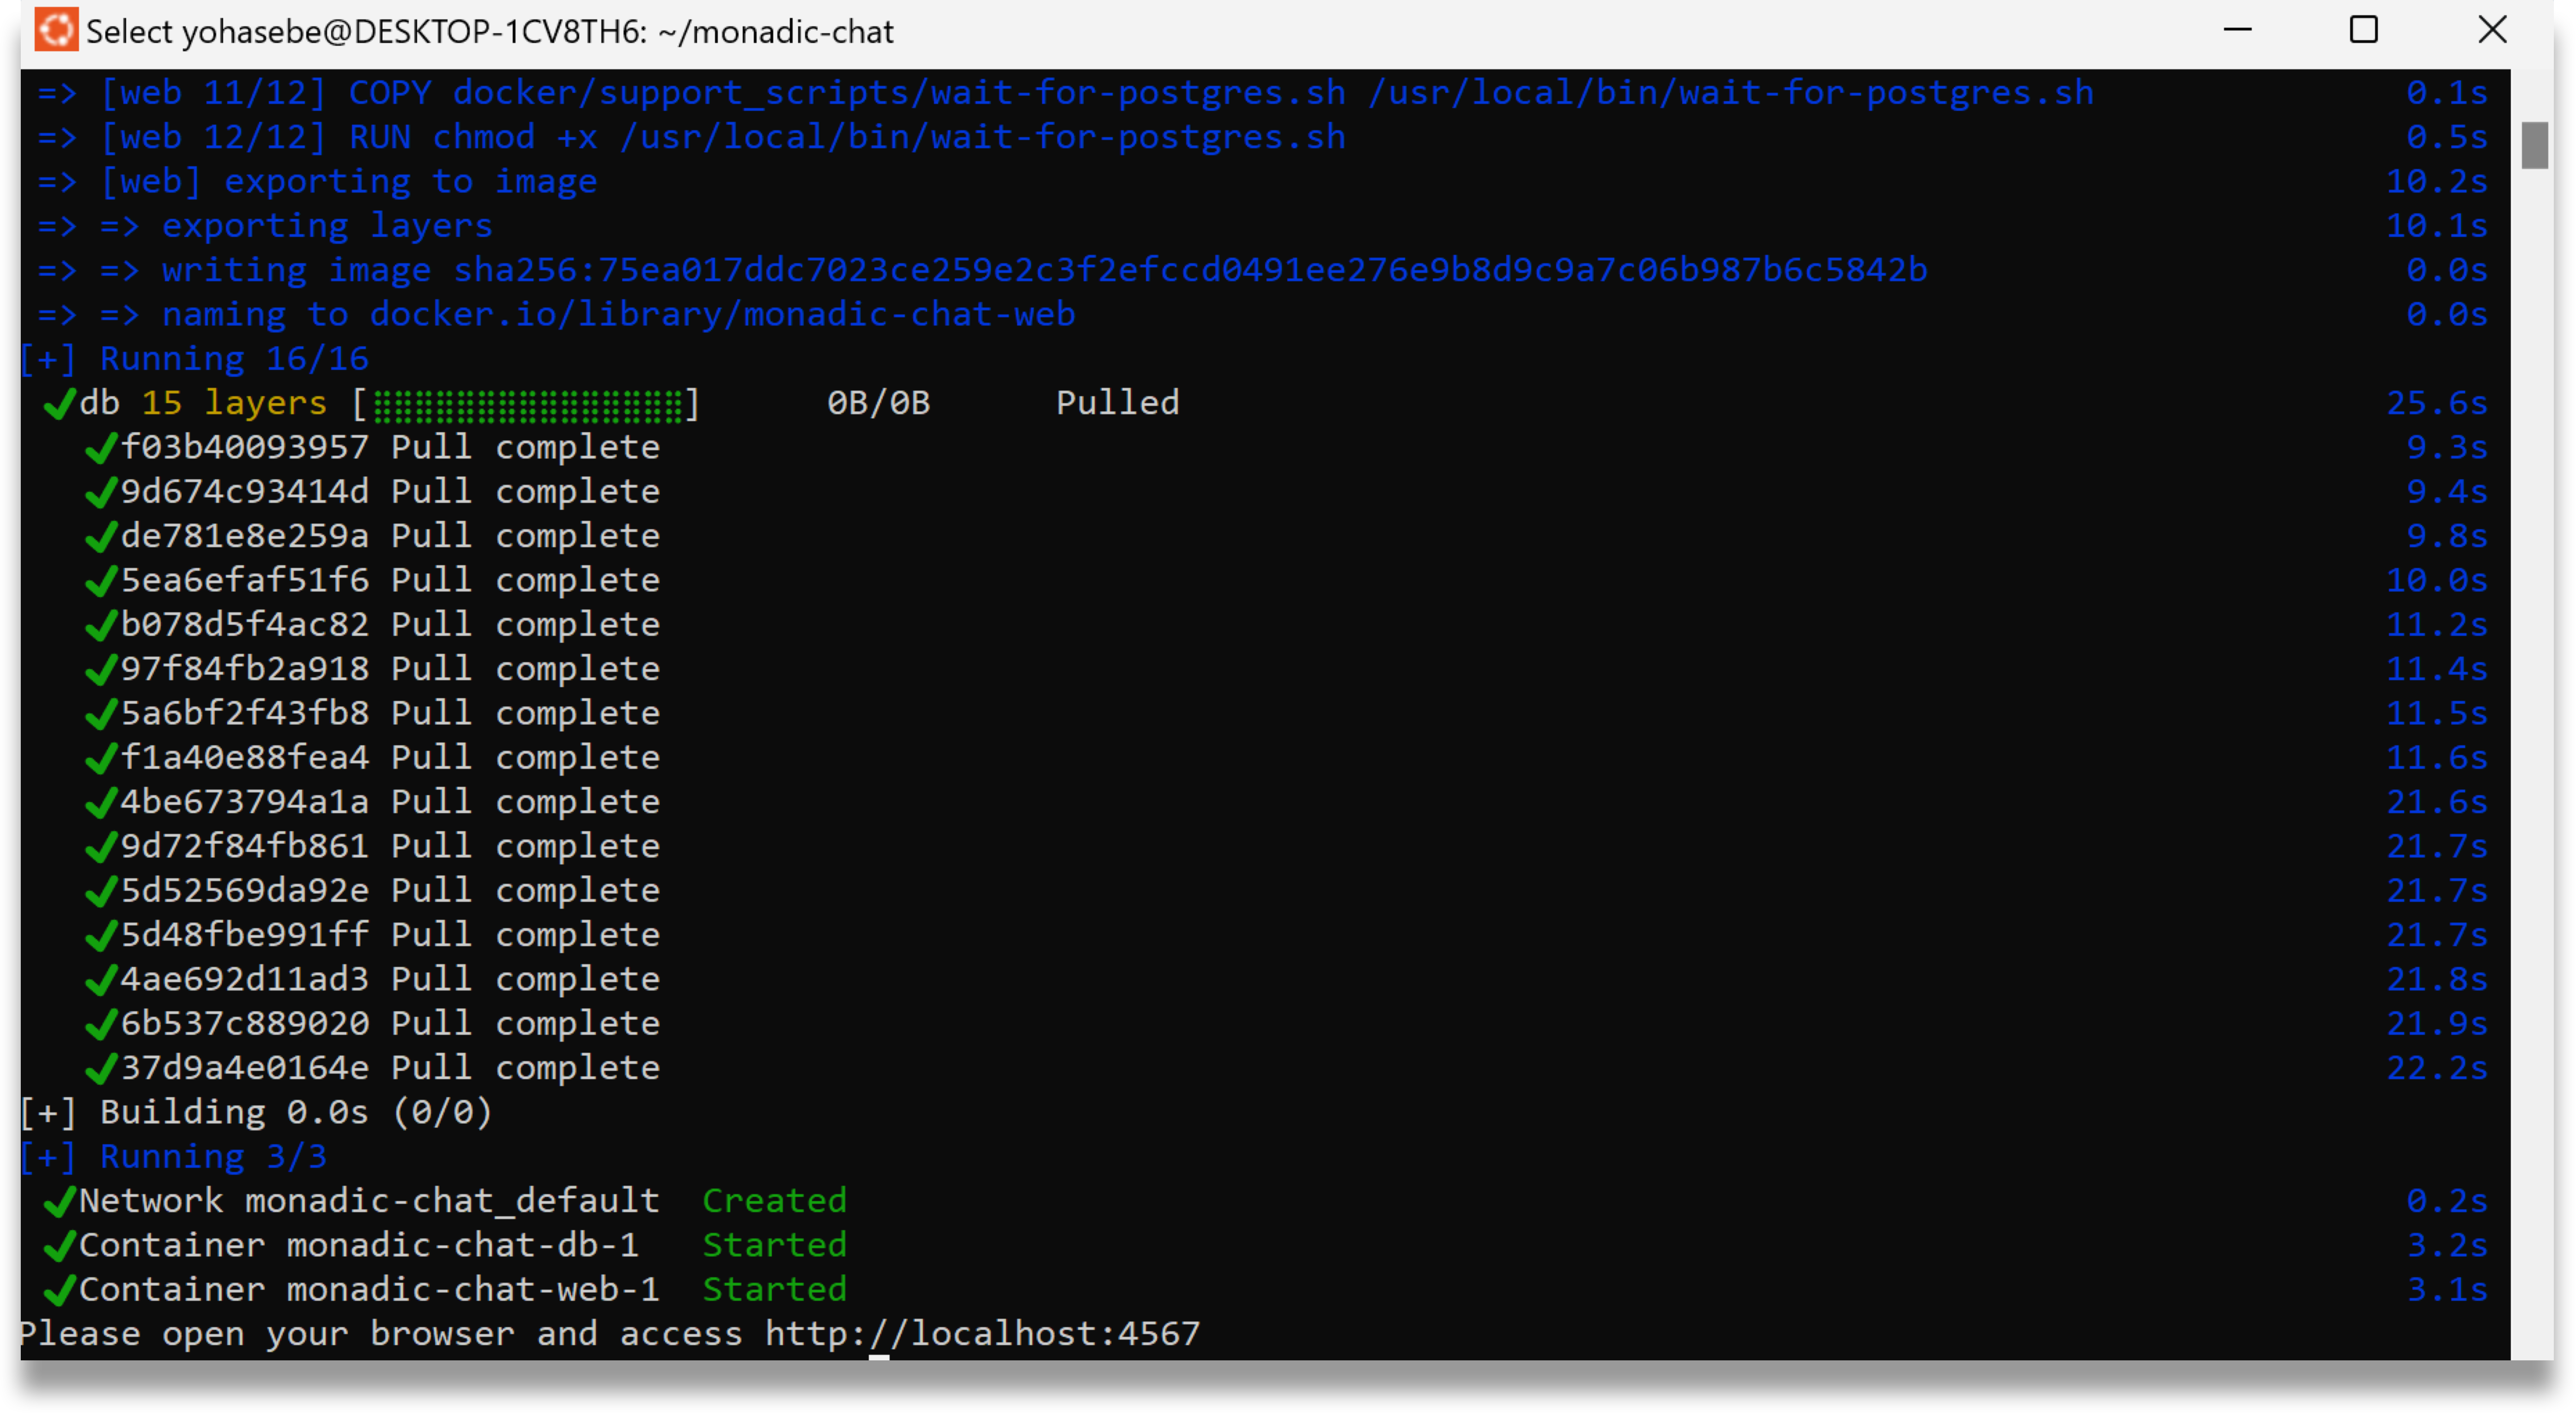 Select yohasebe@DESKTOP-1CV8TH6: ~/monadic-chat
=> [web 11/12] COPY docker/support_scripts/wait-for-postgres.sh /usr/local/bin/wait-for-postgres.sh 0.1s
=> [web 12/12] RUN chmod +x /usr/local/bin/wait-for-postgres.sh 0.5s
=> [web] exporting to image 10.2s
=> => exporting layers 10.1s
=> => writing image sha256:75ea017ddc7023ce259e2c3f2efccd0491ee276e9b8d9c9a7c06b987b6c5842b 0.0s
=> => naming to docker.io/library/monadic-chat-web 0.0s
[+] Running 16/16
✔db 15 layers [⣿⣿⣿⣿⣿⣿⣿⣿⣿⣿⣿⣿⣿⣿⣿] 0B/0B Pulled 25.6s
✔f03b40093957 Pull complete 9.3s
✔9d674c93414d Pull complete 9.4s
✔de781e8e259a Pull complete 9.8s
✔5ea6efaf51f6 Pull complete 10.0s
✔b078d5f4ac82 Pull complete 11.2s
✔97f84fb2a918 Pull complete 11.4s
✔5a6bf2f43fb8 Pull complete 11.5s
✔f1a40e88fea4 Pull complete 11.6s
✔4be673794a1a Pull complete 21.6s
✔9d72f84fb861 Pull complete 21.7s
✔5d52569da92e Pull complete 21.7s
✔5d48fbe991ff Pull complete 21.7s
✔4ae692d11ad3 Pull complete 21.8s
✔6b537c889020 Pull complete 21.9s
✔37d9a4e0164e Pull complete 22.2s
[+] Building 0.0s (0/0)
[+] Running 3/3
✔Network monadic-chat_default Created 0.2s
✔Container monadic-chat-db-1 Started 3.2s
✔Container monadic-chat-web-1 Started 3.1s
Please open your browser and access http://localhost:4567